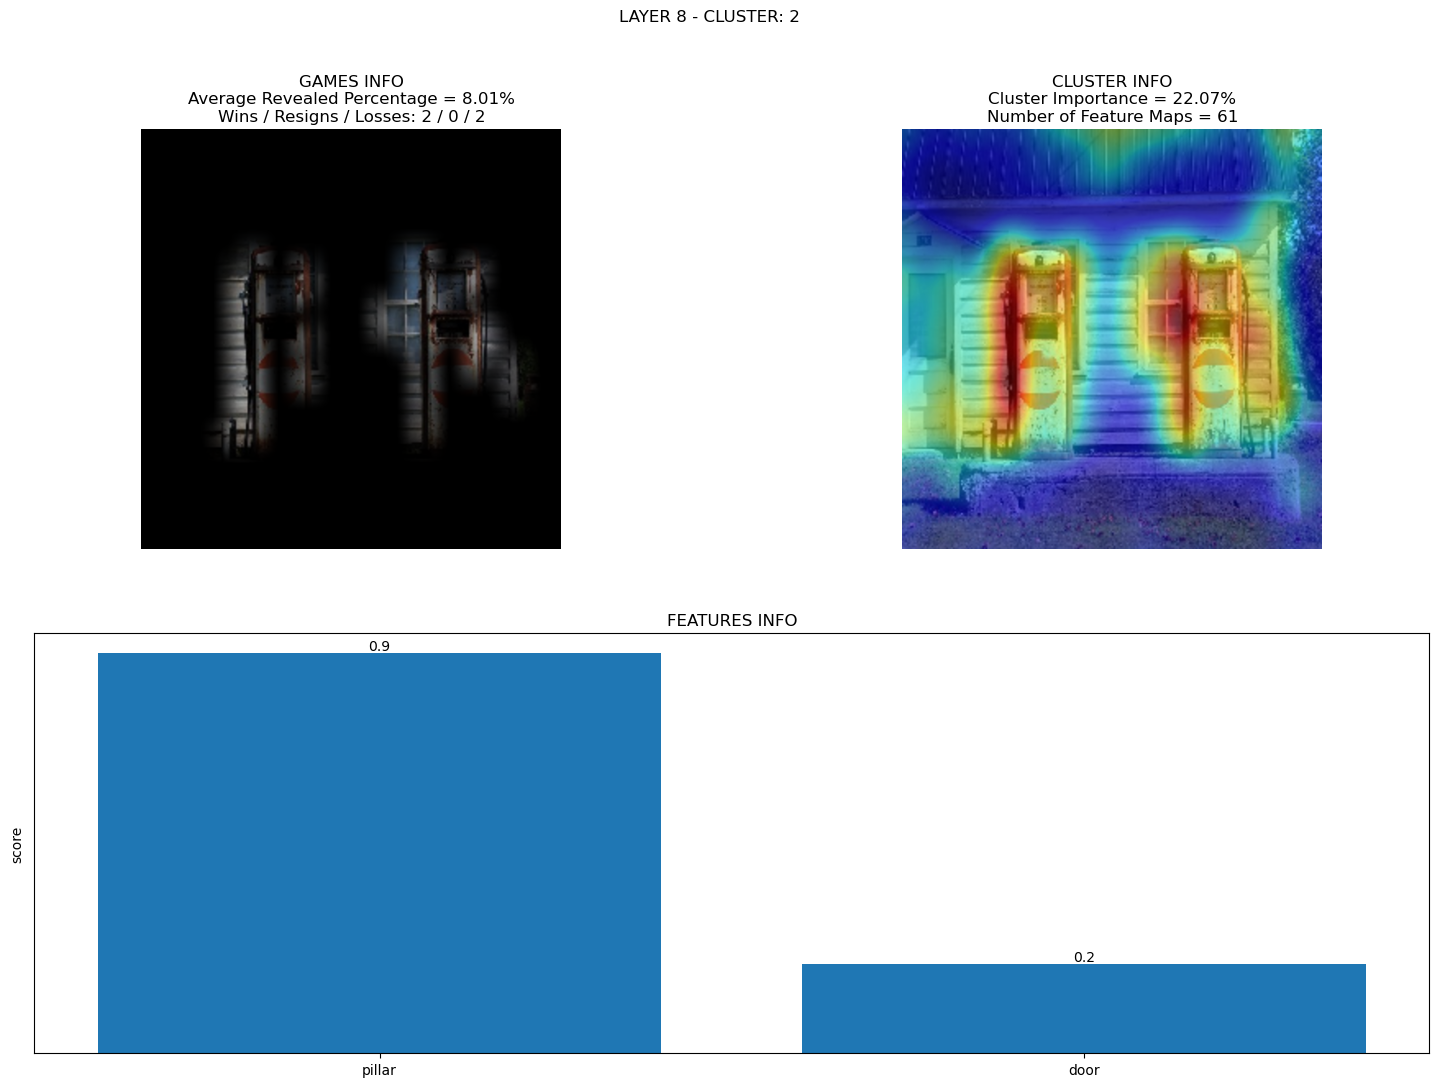 LAYER 8 - CLUSTER: 2
GAMES INFO
Average Revealed Percentage = 8.01%
Wins / Resigns / Losses: 2 / 0 / 2
CLUSTER INFO
Cluster Importance = 22.07%
Number of Feature Maps = 61
FEATURES INFO
score
0.9
0.2
pillar
door